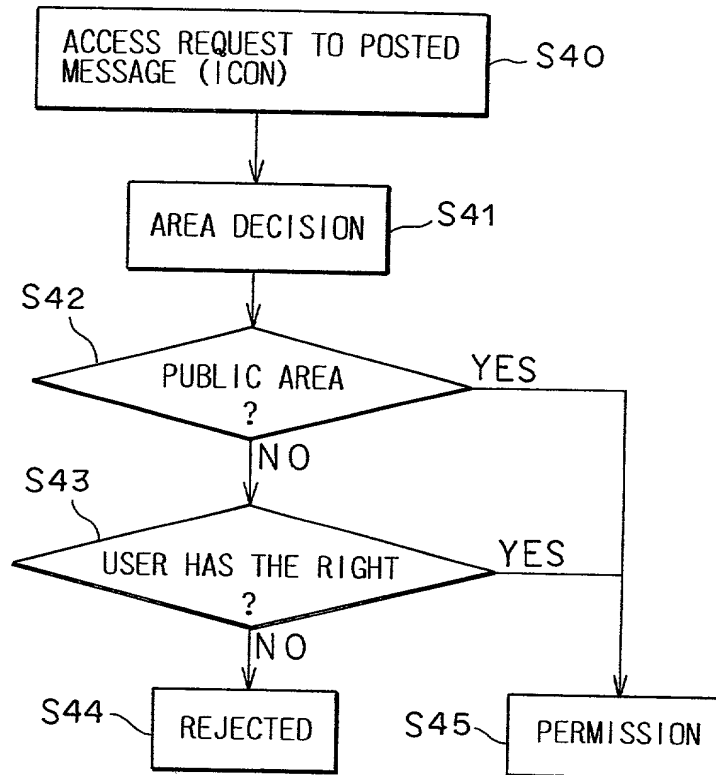 ACCESS REQUEST TO POSTED
MESSAGE (ICON)
S40
AREA DECISION
S41
S42
PUBLIC AREA
?
YES
NO
S43
USER HAS THE RIGHT
?
YES
NO
S44
REJECTED
S45
PERMISSION